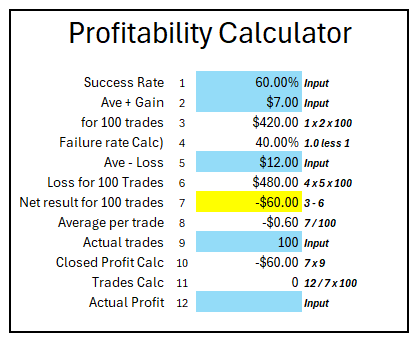 Profitability Calculator
Success Rate 1 60.00% Input
Ave + Gain 2 $7.00 Input
for 100 trades 3 $420.00 1 x 2 x 100
Failure rate Calc) 4 40.00% 1.0 less 1
Ave - Loss 5 $12.00 Input
Loss for 100 Trades 6 $480.00 4 x 5 x 100
Net result for 100 trades 7 -$60.00 3 - 6
Average per trade 8 -$0.60 7 / 100
Actual trades 9 100 Input
Closed Profit Calc 10 -$60.00 7 x 9
Trades Calc 11 0 12 / 7 x 100
Actual Profit 12 Input